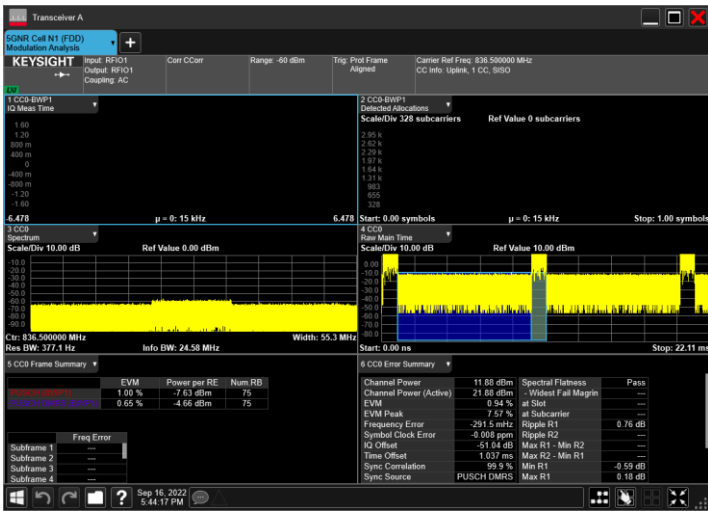 Transceiver A
5GNR Cell N1 (FDD)
Modulation Analysis
+
KEYSIGHT
Input: RFIO1
Output: RFIO1
Coupling: AC
Corr CCorr
Range: -60 dBm
Trig: Prot Frame
Aligned
Carrier Ref Freq: 836.500000 MHz
CC Info: Uplink, 1 CC, SISO
1 CC0-BWP1
IQ Meas Time
1.60
1.20
800 m
400 m
0
-400 m
-800 m
-1.20
-1.60
-6.478 µ = 0: 15 kHz 6.478
2 CC0-BWP1
Detected Allocations
Scale/Div 328 subcarriers Ref Value 0 subcarriers
2.95 k
2.62 k
2.29 k
1.97 k
1.64 k
1.31 k
983
655
328
Start: 0.00 symbols µ = 0: 15 kHz Stop: 1.00 symbols
3 CC0
Spectrum
Scale/Div 10.00 dB Ref Value 0.00 dBm
-10.0
-20.0
-30.0
-40.0
-50.0
-60.0
-70.0
-80.0
-90.0
Ctr: 836.500000 MHz Width: 55.3 MHz
Res BW: 377.1 Hz Info BW: 24.58 MHz
4 CC0
Raw Main Time
Scale/Div 10.00 dB Ref Value 10.00 dBm
0.00
-10.0
-20.0
-30.0
-40.0
-50.0
-60.0
-70.0
-80.0
Start: 0.00 ns Stop: 22.11 ms
5 CC0 Frame Summary
EVM Power per RE Num.RB
1.00 % -7.63 dBm 75
0.65 % -4.66 dBm 75
Freq Error
Subframe 1 ---
Subframe 2 ---
Subframe 3 ---
Subframe 4 ---
6 CC0 Error Summary
Channel Power 11.88 dBm Spectral Flatness Pass
Channel Power (Active) 21.88 dBm - Widest Fail Magrin ---
EVM 0.94 % at Slot ---
EVM Peak 7.57 % at Subcarrier ---
Frequency Error -291.5 mHz Ripple R1 0.76 dB
Symbol Clock Error -0.008 ppm Ripple R2 ---
IQ Offset -51.04 dB Max R1 - Min R2 ---
Time Offset 1.037 ms Max R2 - Min R1 ---
Sync Correlation 99.9 % Min R1 -0.59 dB
Sync Source PUSCH DMRS Max R1 0.18 dB
?
Sep 16, 2022
5:44:17 PM